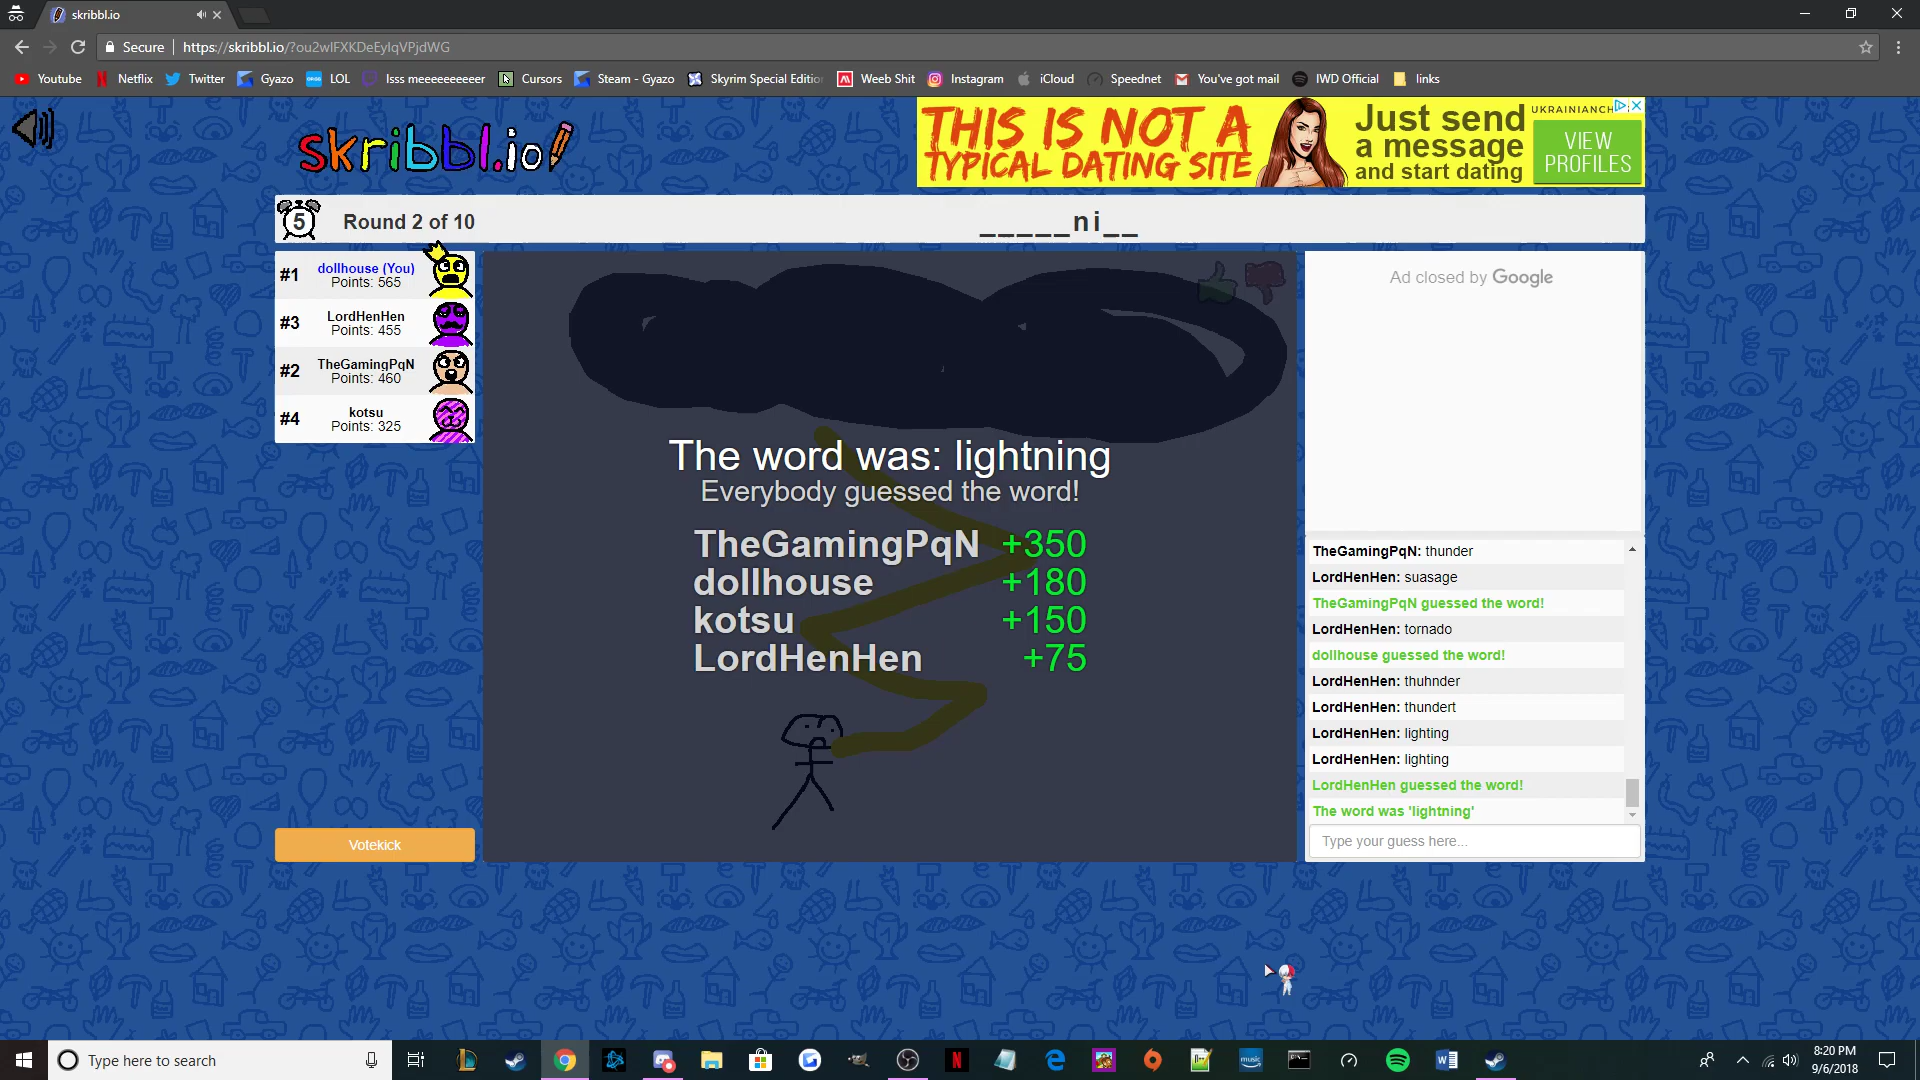 skribbl.io
Secure https://skribbl.io/?ou2wlFXKDeEyIqVPjdWG
Youtube Netflix Twitter Gyazo LOL Isss meeeeeeeeeer Cursors Steam - Gyazo Skyrim Special Edition Weeb Shit Instagram iCloud Speednet You've got mail IWD Official links
skribbl.io
THIS IS NOT A
TYPICAL DATING SITE
Just send
a message
and start dating
UKRAINIANCH
VIEW
PROFILES
5 Round 2 of 10 _____ni__
#1 dollhouse (You)
Points: 565
#3 LordHenHen
Points: 455
#2 TheGamingPqN
Points: 460
#4 kotsu
Points: 325
Votekick
The word was: lightning
Everybody guessed the word!
TheGamingPqN +350
dollhouse +180
kotsu +150
LordHenHen +75
Ad closed by Google
TheGamingPqN: thunder
LordHenHen: suasage
TheGamingPqN guessed the word!
LordHenHen: tornado
dollhouse guessed the word!
LordHenHen: thuhnder
LordHenHen: thundert
LordHenHen: lighting
LordHenHen: lighting
LordHenHen guessed the word!
The word was 'lightning'
Type your guess here...
Type here to search
8:20 PM
9/6/2018